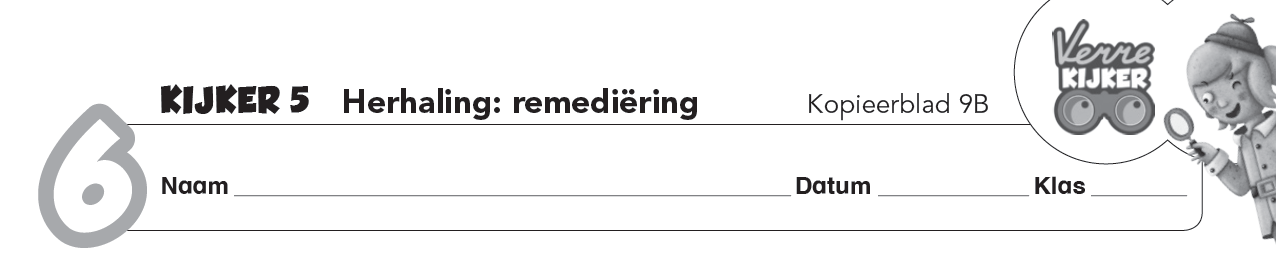 Verre
KIJKER
KIJKER 5 Herhaling: remediëring Kopieerblad 9B
6
Naam Datum Klas